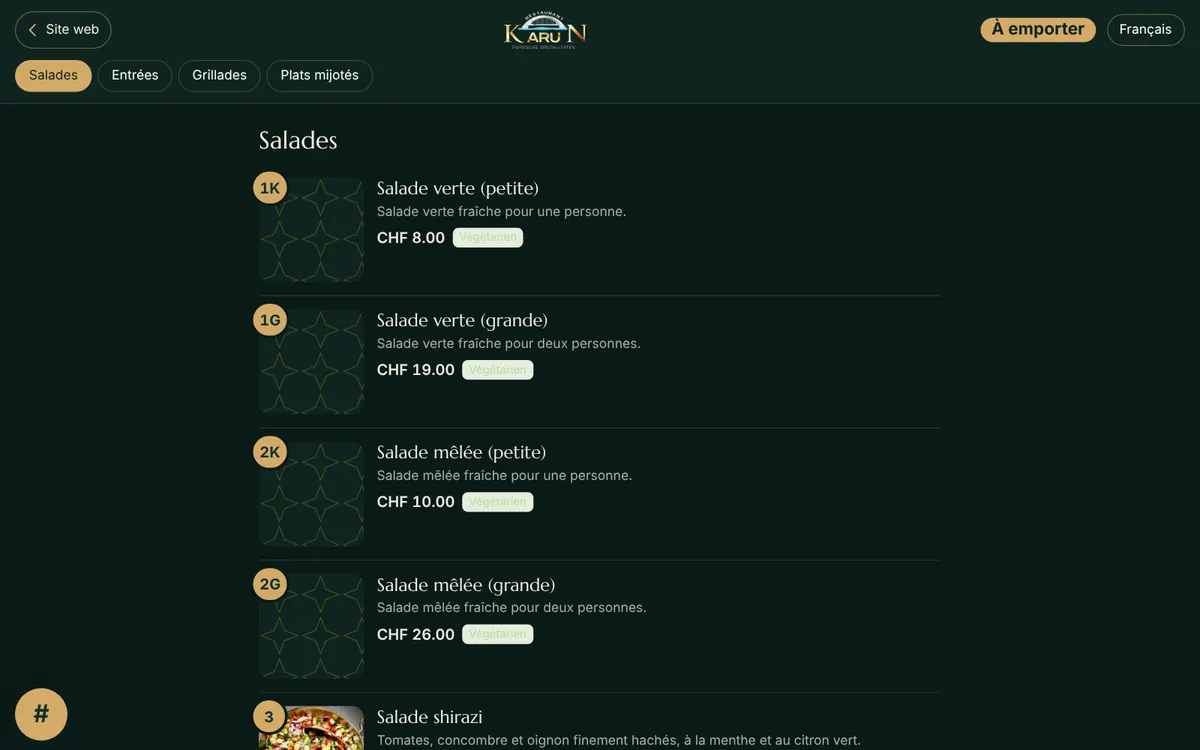 Site web
RESTAURANT
KARUN
PERSISCHE SPEZIALITÄTEN
À emporter
Français
Salades
Entrées
Grillades
Plats mijotés
Salades
1K
Salade verte (petite)
Salade verte fraîche pour une personne.
CHF 8.00
Végétarien
1G
Salade verte (grande)
Salade verte fraîche pour deux personnes.
CHF 19.00
Végétarien
2K
Salade mêlée (petite)
Salade mêlée fraîche pour une personne.
CHF 10.00
Végétarien
2G
Salade mêlée (grande)
Salade mêlée fraîche pour deux personnes.
CHF 26.00
Végétarien
3
Salade shirazi
Tomates, concombre et oignon finement hachés, à la menthe et au citron vert.
#